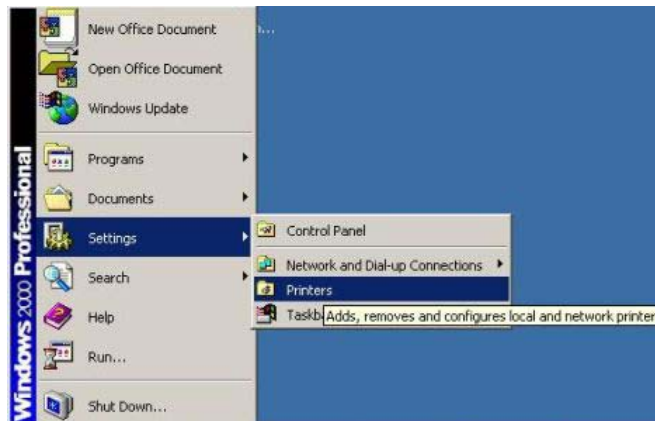 New Office Document
Open Office Document
Windows Update
Programs
Documents
Settings
Search
Help
Run...
Shut Down...
Windows 2000 Professional
Control Panel
Network and Dial-up Connections
Printers
Adds, removes and configures local and network printer